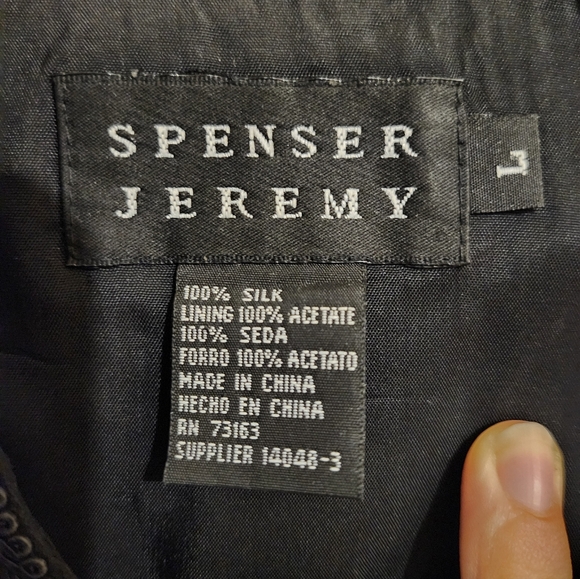 SPENSER
JEREMY
L
100% SILK
LINING 100% ACETATE
100% SEDA
FORRO 100% ACETATO
MADE IN CHINA
HECHO EN CHINA
RN 73163
SUPPLIER 14048-3